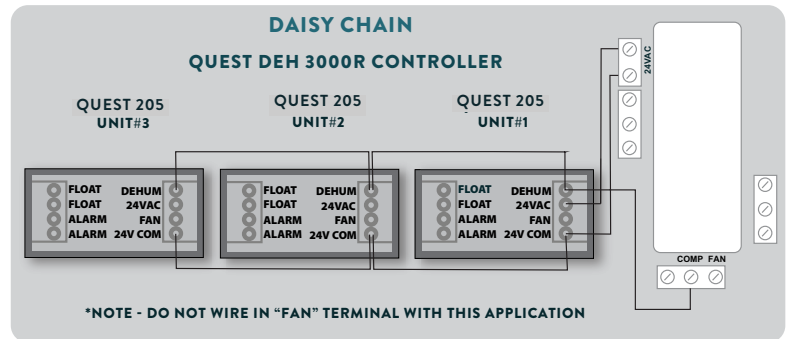 DAISY CHAIN
QUEST DEH 3000R CONTROLLER
QUEST 205
UNIT#3
QUEST 205
UNIT#2
QUEST 205
UNIT#1
24VAC
FLOAT DEHUM
FLOAT 24VAC
ALARM FAN
ALARM 24V COM
FLOAT DEHUM
FLOAT 24VAC
ALARM FAN
ALARM 24V COM
FLOAT DEHUM
FLOAT 24VAC
ALARM FAN
ALARM 24V COM
COMP FAN
*NOTE - DO NOT WIRE IN “FAN” TERMINAL WITH THIS APPLICATION